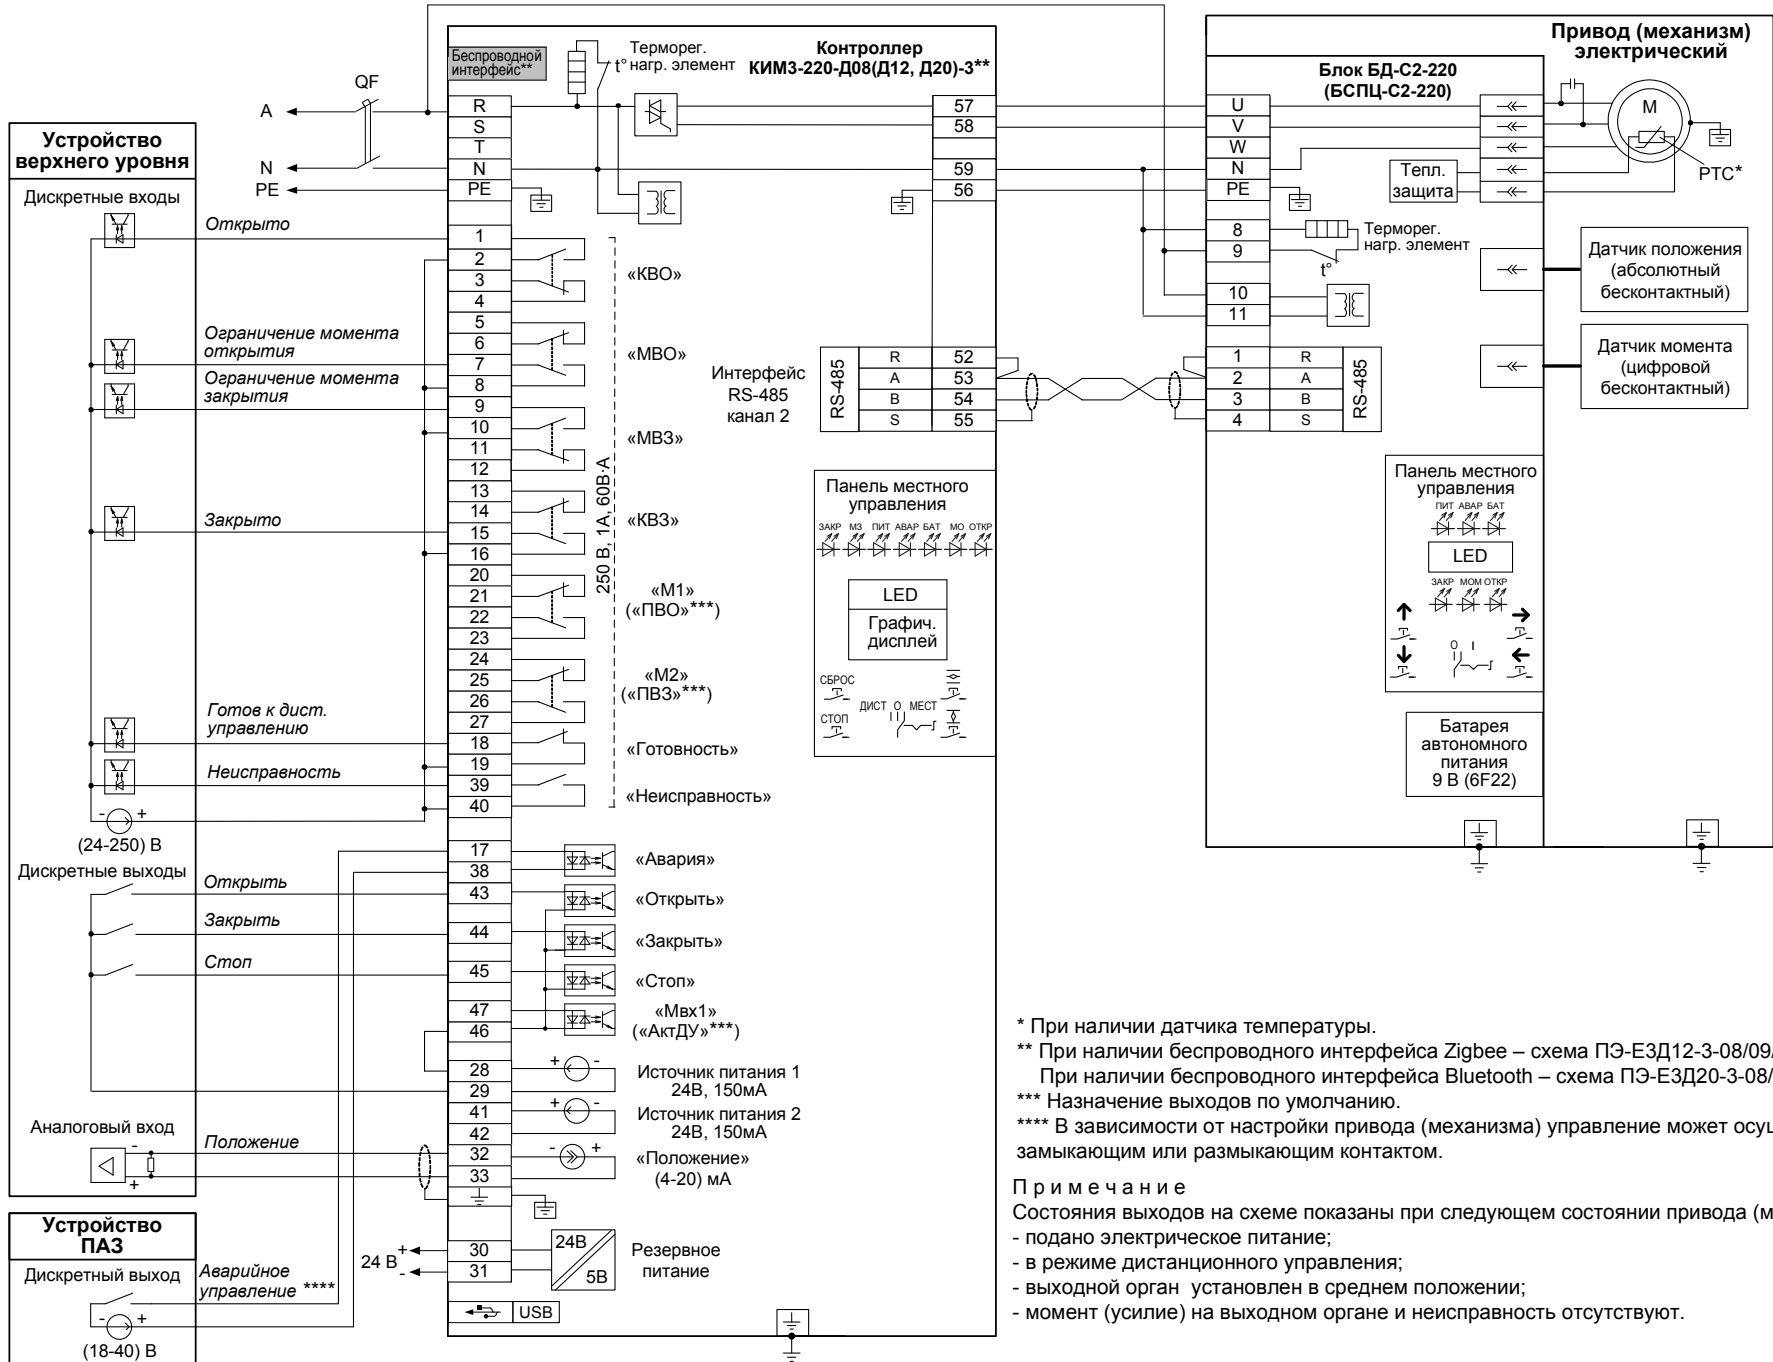 QF
A
N
PE
Устройство
верхнего уровня
Дискретные входы
Открыто
Ограничение момента
открытия
Ограничение момента
закрытия
Закрыто
Готов к дист.
управлению
Неисправность
- +
(24-250) В
Дискретные выходы
Открыть
Закрыть
Стоп
Аналоговый вход
Положение
-
+
Устройство
ПАЗ
Дискретный выход
Аварийное
управление ****
- +
(18-40) В
Беспроводной
интерфейс**
Терморег.
нагр. элемент
t°
Контроллер
КИМ3-220-Д08(Д12, Д20)-3**
R
S
T
N
PE
57
58
59
56
1
2
3
4
«КВО»
5
6
7
8
«МВО»
9
10
11
12
«МВЗ»
13
14
15
16
«КВЗ»
20
21
22
23
«М1»
(«ПВО»***)
24
25
26
27
«М2»
(«ПВЗ»***)
18
19
«Готовность»
39
40
«Неисправность»
250 В, 1А, 60В·А
17
38
«Авария»
43
«Открыть»
44
«Закрыть»
45
«Стоп»
47
46
«Мвх1»
(«АктДУ»***)
28
29
+ -
Источник питания 1
24В, 150мА
41
42
+ -
Источник питания 2
24В, 150мА
32
33
- +
«Положение»
(4-20) мА
24 В
+
-
30
31
24В
5В
Резервное
питание
USB
Интерфейс
RS-485
канал 2
RS-485
R 52
A 53
B 54
S 55
Панель местного
управления
ЗАКР МЗ ПИТ АВАР БАТ МО ОТКР
LED
Графич.
дисплей
СБРОС
СТОП
ДИСТ О МЕСТ
Привод (механизм)
электрический
Блок БД-С2-220
(БСПЦ-С2-220)
U
V
W
N
PE
M
PTC*
Тепл.
защита
8
9
Терморег.
нагр. элемент
t°
10
11
Датчик положения
(абсолютный
бесконтактный)
1 R
2 A
3 B
4 S
RS-485
Датчик момента
(цифровой
бесконтактный)
Панель местного
управления
ПИТ АВАР БАТ
LED
ЗАКР МОМ ОТКР
О I
Батарея
автономного
питания
9 В (6F22)
* При наличии датчика температуры.
** При наличии беспроводного интерфейса Zigbee – схема ПЭ-Е3Д12-3-08/09/
При наличии беспроводного интерфейса Bluetooth – схема ПЭ-Е3Д20-3-08/
*** Назначение выходов по умолчанию.
**** В зависимости от настройки привода (механизма) управление может осущ
замыкающим или размыкающим контактом.
П р и м е ч а н и е
Состояния выходов на схеме показаны при следующем состоянии привода (м
- подано электрическое питание;
- в режиме дистанционного управления;
- выходной орган установлен в среднем положении;
- момент (усилие) на выходном органе и неисправность отсутствуют.